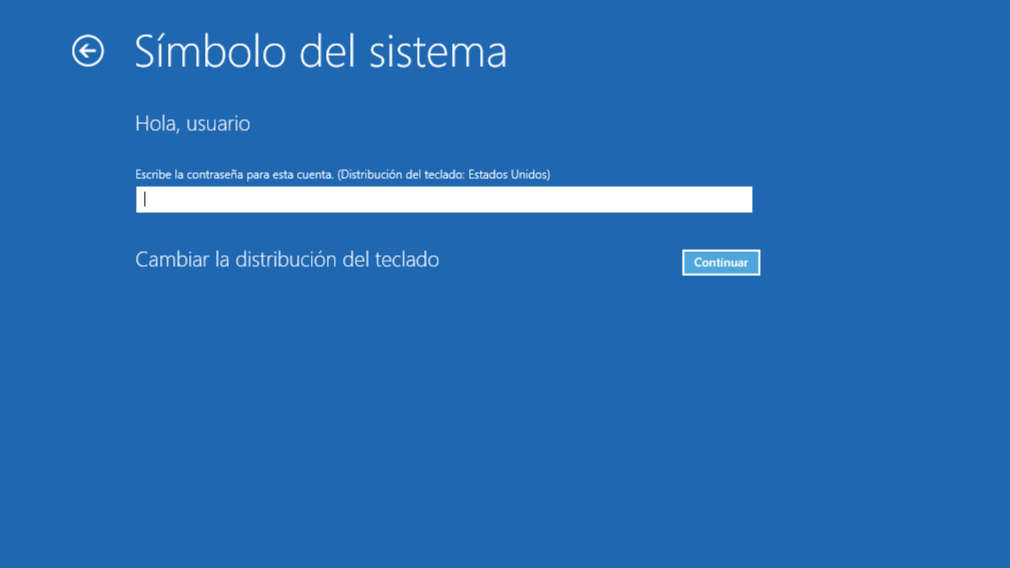 Símbolo del sistema
Hola, usuario
Escribe la contraseña para esta cuenta. (Distribución del teclado: Estados Unidos)
Cambiar la distribución del teclado
Continuar